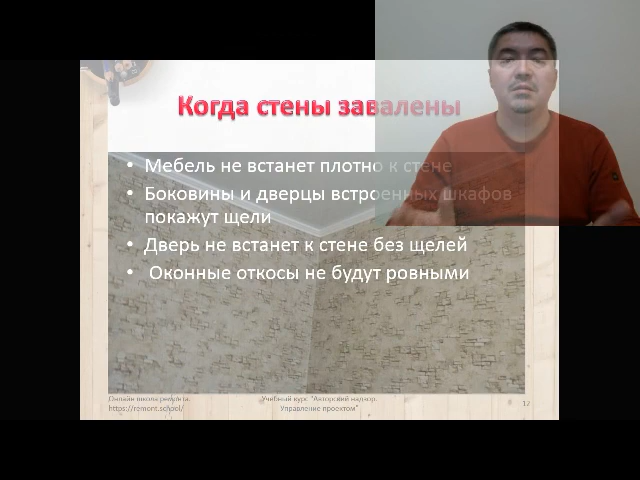 Когда стены завалены
• Мебель не встанет плотно к стене
• Боковины и дверцы встроенных шкафов
покажут щели
• Дверь не встанет к стене без щелей
• Оконные откосы не будут ровными
Онлайн школа ремонта.
https://remont.school/
Учебный курс "Авторский надзор.
Управление проектом"
12